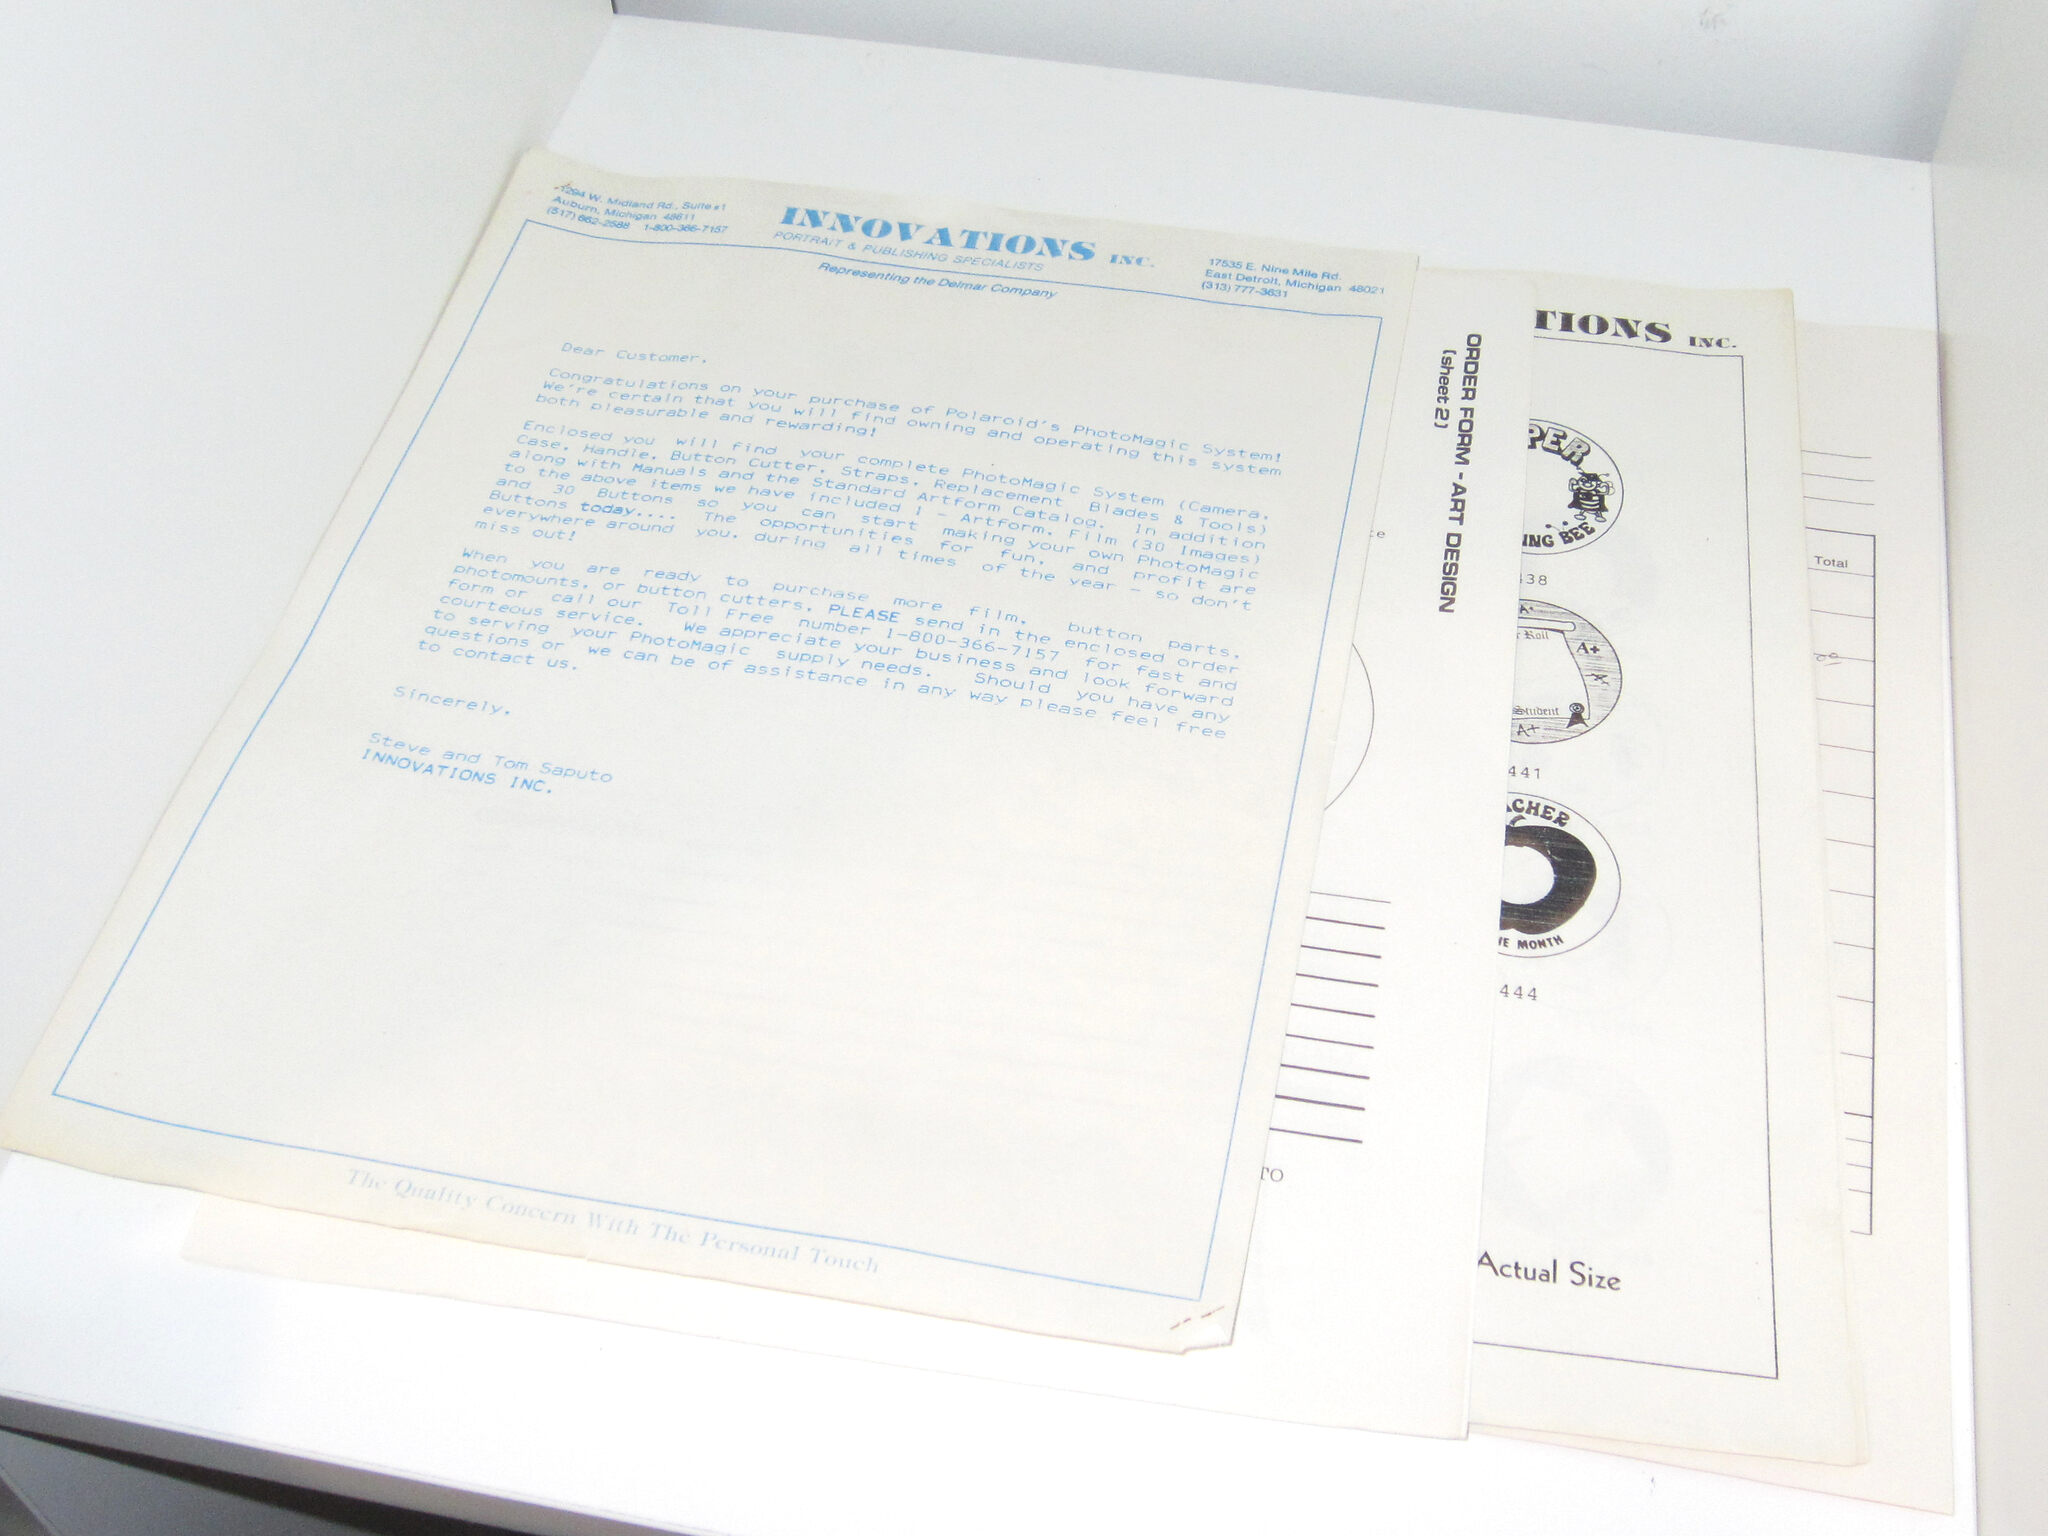 1294 W. Midland Rd., Suite #1
Auburn, Michigan 48611
(517) 662-2588 1-800-366-7157
INNOVATIONS INC.
PORTRAIT & PUBLISHING SPECIALISTS
Representing the Delmar Company
17535 E. Nine Mile Rd.
East Detroit, Michigan 48021
(313) 777-3631
Dear Customer,
Congratulations on your purchase of Polaroid's PhotoMagic System!
We're certain that you will find owning and operating this system
both pleasurable and rewarding!
Enclosed you will find your complete PhotoMagic System (Camera,
Case, Handle, Button Cutter, Straps, Replacement Blades & Tools)
along with Manuals and the Standard Artform Catalog. In addition
to the above items we have included 1 - Artform, Film (30 Images)
and 30 Buttons so you can start making your own PhotoMagic
Buttons today.... The opportunities for fun, and profit are
everywhere around you, during all times of the year - so don't
miss out!
When you are ready to purchase more film, button parts,
photomounts, or button cutters, PLEASE send in the enclosed order
form or call our Toll Free number 1-800-366-7157 for fast and
courteous service. We appreciate your business and look forward
to serving your PhotoMagic supply needs. Should you have any
questions or we can be of assistance in any way please feel free
to contact us.
Sincerely,
Steve and Tom Saputo
INNOVATIONS INC.
The Quality Concern With The Personal Touch
ORDER FORM - ART DESIGN
(sheet 2)
TO
TIONS INC.
PER
NG BEE
438
A+
Roll
A+
Student
A+
441
ACHER
HE MONTH
444
Actual Size
Total